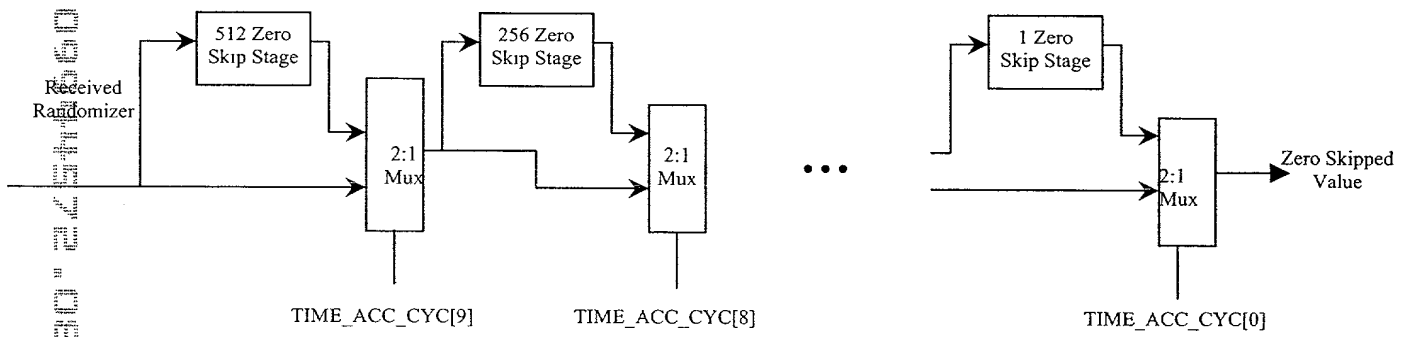 512 Zero
Skip Stage
256 Zero
Skip Stage
1 Zero
Skip Stage
Received
Randomizer
2:1
Mux
2:1
Mux
2:1
Mux
Zero Skipped
Value
TIME_ACC_CYC[9]
TIME_ACC_CYC[8]
TIME_ACC_CYC[0]